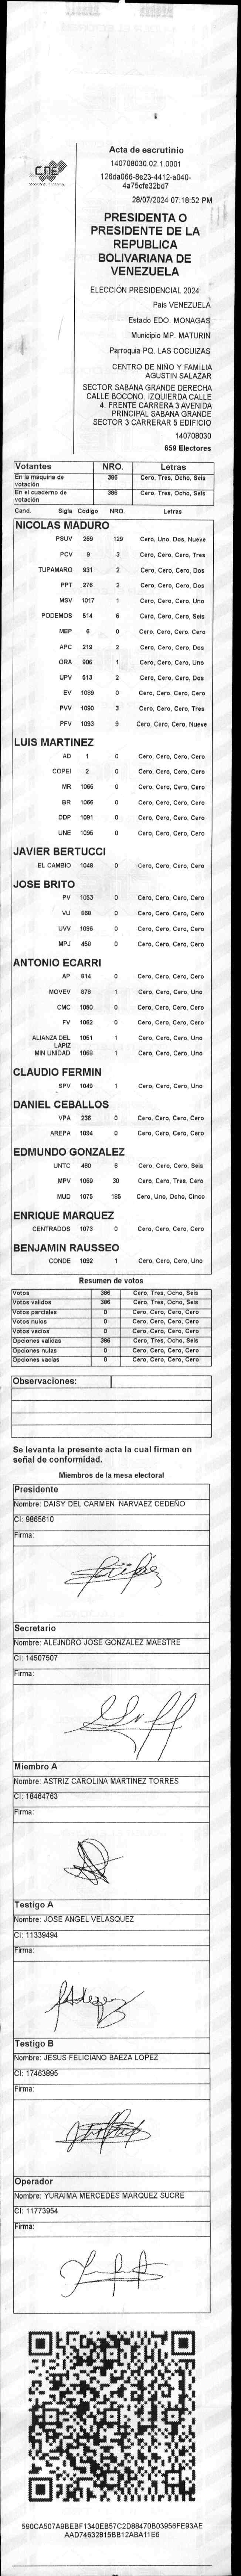 CNE
Acta de escrutinio
140708030.02.1.0001
126da066-8e23-4412-a040-
4a75cfe32bd7
28/07/2024 07:18:52 PM
PRESIDENTA O
PRESIDENTE DE LA
REPUBLICA
BOLIVARIANA DE
VENEZUELA
ELECCIÓN PRESIDENCIAL 2024
Pais VENEZUELA
Estado EDO. MONAGAS
Municipio MP. MATURIN
Parroquia PQ. LAS COCUIZAS
CENTRO DE NIÑO Y FAMILIA
AGUSTIN SALAZAR
SECTOR SABANA GRANDE DERECHA
CALLE BOCONO. IZQUIERDA CALLE
4. FRENTE CARRERA 3 AVENIDA
PRINCIPAL SABANA GRANDE
SECTOR 3 CARRERAR 5 EDIFICIO
140708030
659 Electores
Votantes NRO. Letras
En la máquina de votación 386 Cero, Tres, Ocho, Seis
En el cuaderno de votación 386 Cero, Tres, Ocho, Seis
Cand. Sigla Código NRO. Letras
NICOLAS MADURO
PSUV 269 129 Cero, Uno, Dos, Nueve
PCV 9 3 Cero, Cero, Cero, Tres
TUPAMARO 931 2 Cero, Cero, Cero, Dos
PPT 276 2 Cero, Cero, Cero, Dos
MSV 1017 1 Cero, Cero, Cero, Uno
PODEMOS 514 6 Cero, Cero, Cero, Seis
MEP 6 0 Cero, Cero, Cero, Cero
APC 219 2 Cero, Cero, Cero, Dos
ORA 906 1 Cero, Cero, Cero, Uno
UPV 513 2 Cero, Cero, Cero, Dos
EV 1089 0 Cero, Cero, Cero, Cero
PVV 1090 3 Cero, Cero, Cero, Tres
PFV 1093 9 Cero, Cero, Cero, Nueve
LUIS MARTINEZ
AD 1 0 Cero, Cero, Cero, Cero
COPEI 2 0 Cero, Cero, Cero, Cero
MR 1065 0 Cero, Cero, Cero, Cero
BR 1066 0 Cero, Cero, Cero, Cero
DDP 1091 0 Cero, Cero, Cero, Cero
UNE 1095 0 Cero, Cero, Cero, Cero
JAVIER BERTUCCI
EL CAMBIO 1048 0 Cero, Cero, Cero, Cero
JOSE BRITO
PV 1053 0 Cero, Cero, Cero, Cero
VU 868 0 Cero, Cero, Cero, Cero
UVV 1096 0 Cero, Cero, Cero, Cero
MPJ 458 0 Cero, Cero, Cero, Cero
ANTONIO ECARRI
AP 814 0 Cero, Cero, Cero, Cero
MOVEV 878 1 Cero, Cero, Cero, Uno
CMC 1050 0 Cero, Cero, Cero, Cero
FV 1062 0 Cero, Cero, Cero, Cero
ALIANZA DEL LAPIZ 1051 1 Cero, Cero, Cero, Uno
MIN UNIDAD 1068 1 Cero, Cero, Cero, Uno
CLAUDIO FERMIN
SPV 1049 1 Cero, Cero, Cero, Uno
DANIEL CEBALLOS
VPA 236 0 Cero, Cero, Cero, Cero
AREPA 1094 0 Cero, Cero, Cero, Cero
EDMUNDO GONZALEZ
UNTC 460 6 Cero, Cero, Cero, Seis
MPV 1069 30 Cero, Cero, Tres, Cero
MUD 1075 185 Cero, Uno, Ocho, Cinco
ENRIQUE MARQUEZ
CENTRADOS 1073 0 Cero, Cero, Cero, Cero
BENJAMIN RAUSSEO
CONDE 1092 1 Cero, Cero, Cero, Uno
Resumen de votos
Votos 386 Cero, Tres, Ocho, Seis
Votos validos 386 Cero, Tres, Ocho, Seis
Votos parciales 0 Cero, Cero, Cero, Cero
Votos nulos 0 Cero, Cero, Cero, Cero
Votos vacios 0 Cero, Cero, Cero, Cero
Opciones validas 386 Cero, Tres, Ocho, Seis
Opciones nulas 0 Cero, Cero, Cero, Cero
Opciones vacias 0 Cero, Cero, Cero, Cero
Observaciones:
Se levanta la presente acta la cual firman en
señal de conformidad.
Miembros de la mesa electoral
Presidente
Nombre: DAISY DEL CARMEN NARVAEZ CEDEÑO
CI: 9865610
Firma:
Secretario
Nombre: ALEJNDRO JOSE GONZALEZ MAESTRE
CI: 14507507
Firma:
Miembro A
Nombre: ASTRIZ CAROLINA MARTINEZ TORRES
CI: 18464763
Firma:
Testigo A
Nombre: JOSE ANGEL VELASQUEZ
CI: 11339494
Firma:
Testigo B
Nombre: JESUS FELICIANO BAEZA LOPEZ
CI: 17463895
Firma:
Operador
Nombre: YURAIMA MERCEDES MARQUEZ SUCRE
CI: 11773954
Firma:
590CA507A9BEBF1340EB57C2D88470B03956FE93AE
AAD74632815BB12ABA11E6